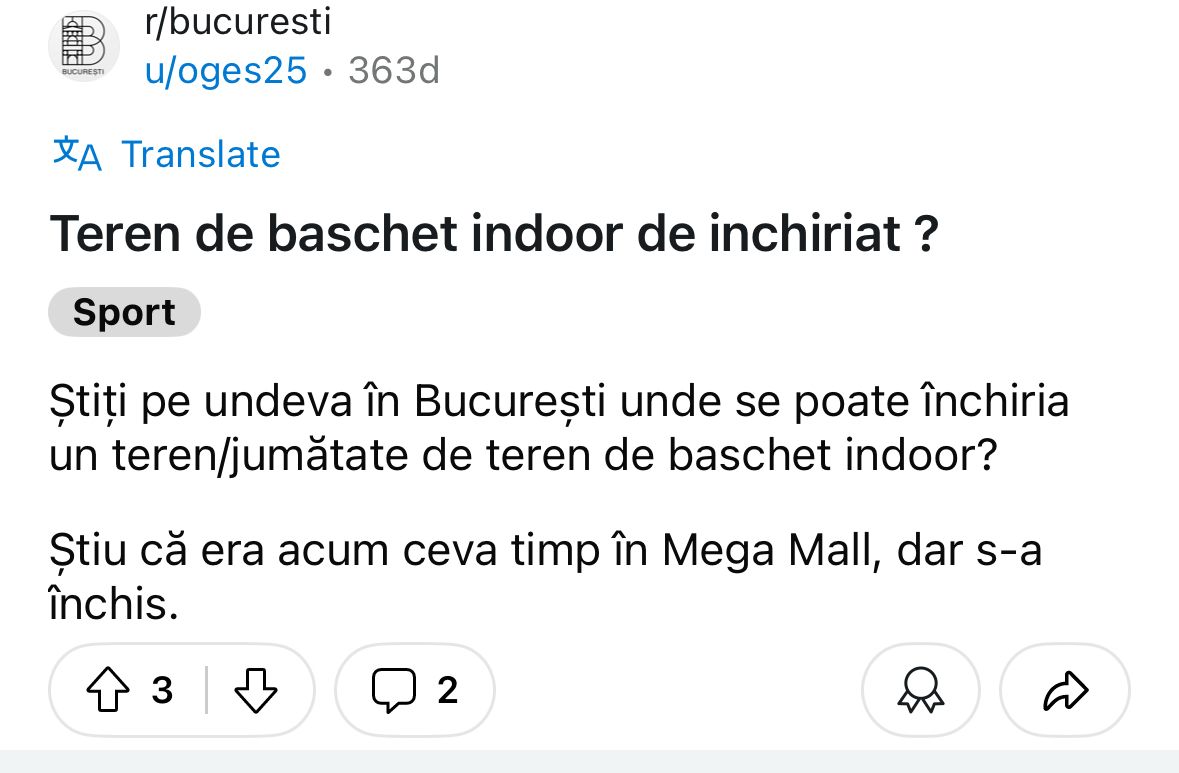 r/bucuresti
BUCUREȘTI
u/oges25 • 363d
文A Translate
Teren de baschet indoor de inchiriat ?
Sport
Știți pe undeva în București unde se poate închiria
un teren/jumătate de teren de baschet indoor?
Știu că era acum ceva timp în Mega Mall, dar s-a
închis.
3 2